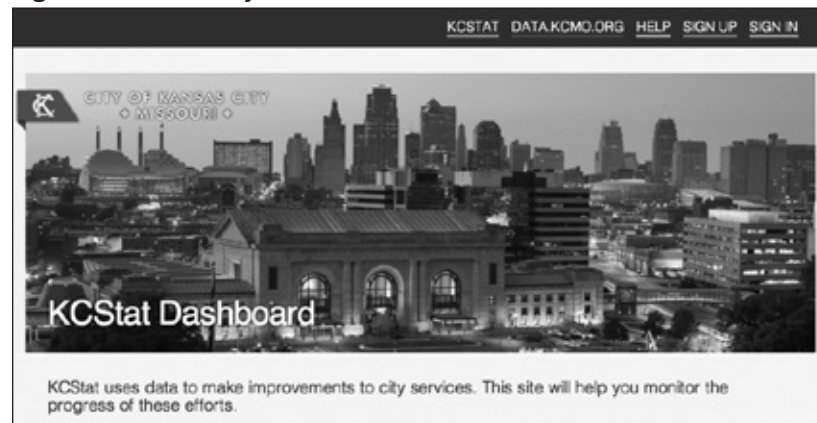 KCSTAT DATA.KCMO.ORG HELP SIGN UP SIGN IN
KC
CITY OF KANSAS CITY
MISSOURI
KCStat Dashboard
KCStat uses data to make improvements to city services. This site will help you monitor the
progress of these efforts.